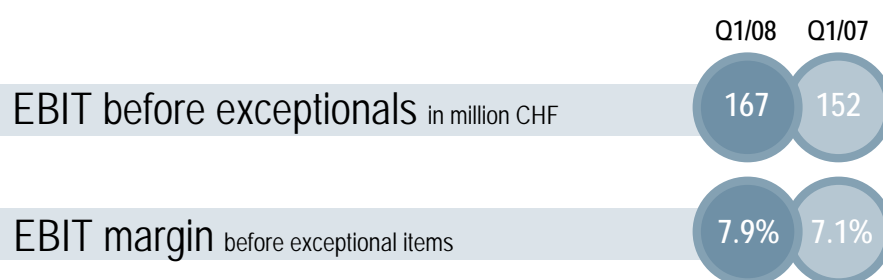 Q1/08 Q1/07
EBIT before exceptionals in million CHF 167 152
EBIT margin before exceptional items 7.9% 7.1%